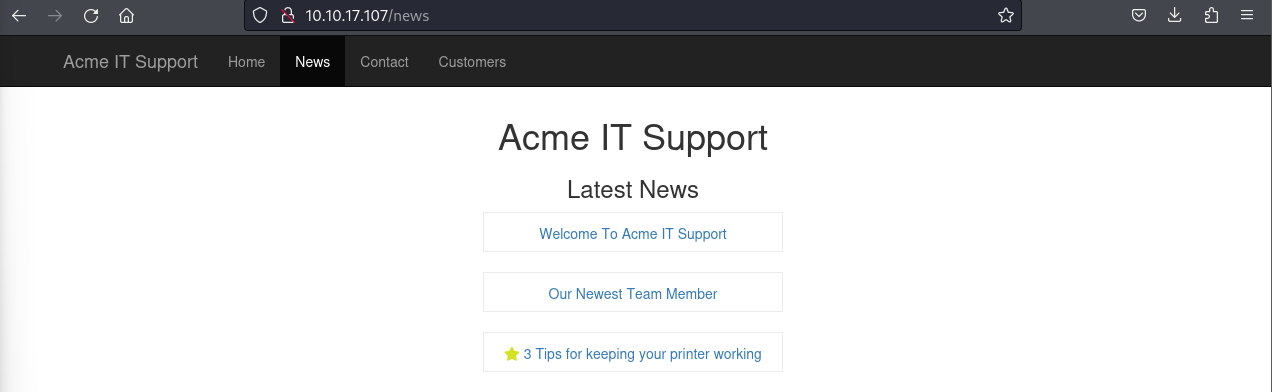 10.10.17.107/news
Acme IT Support Home News Contact Customers
Acme IT Support
Latest News
Welcome To Acme IT Support
Our Newest Team Member
3 Tips for keeping your printer working